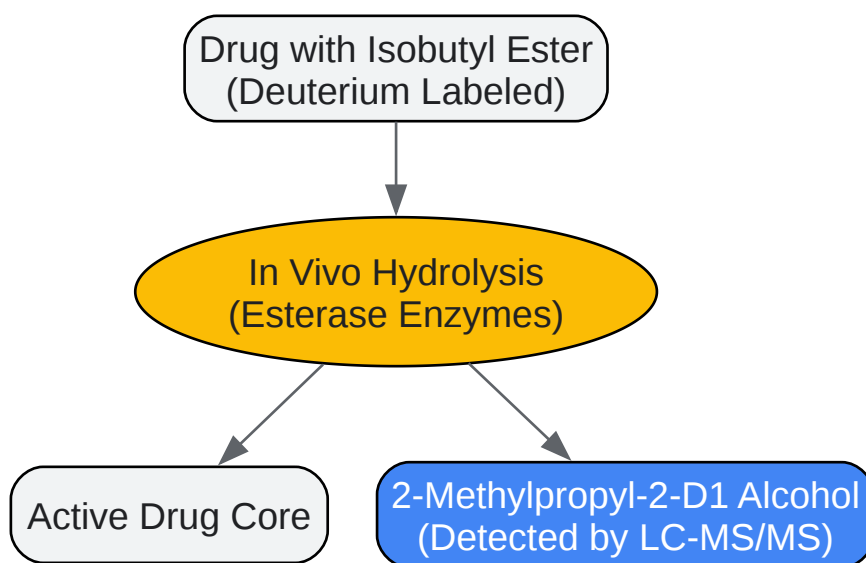 Drug with Isobutyl Ester
(Deuterium Labeled)
In Vivo Hydrolysis
(Esterase Enzymes)
Active Drug Core
2-Methylpropyl-2-D1 Alcohol
(Detected by LC-MS/MS)